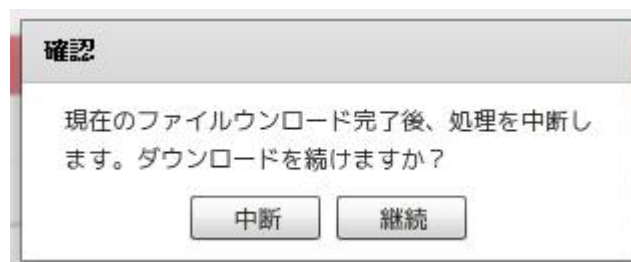 確認
現在のファイルウンロード完了後、処理を中断し
ます。ダウンロードを続けますか？
中断
継続